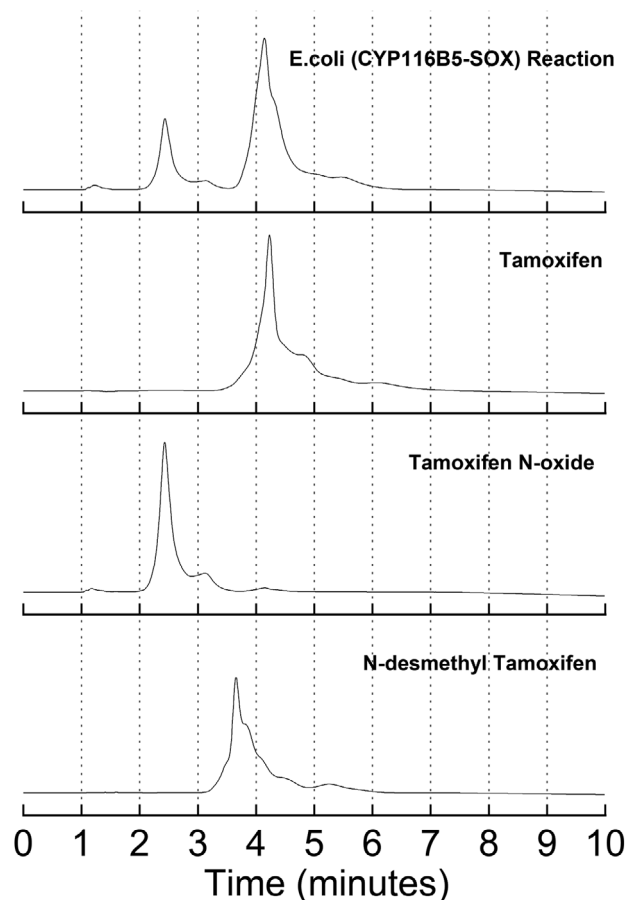 E.coli (CYP116B5-SOX) Reaction
Tamoxifen
Tamoxifen N-oxide
N-desmethyl Tamoxifen
0 1 2 3 4 5 6 7 8 9 10
Time (minutes)